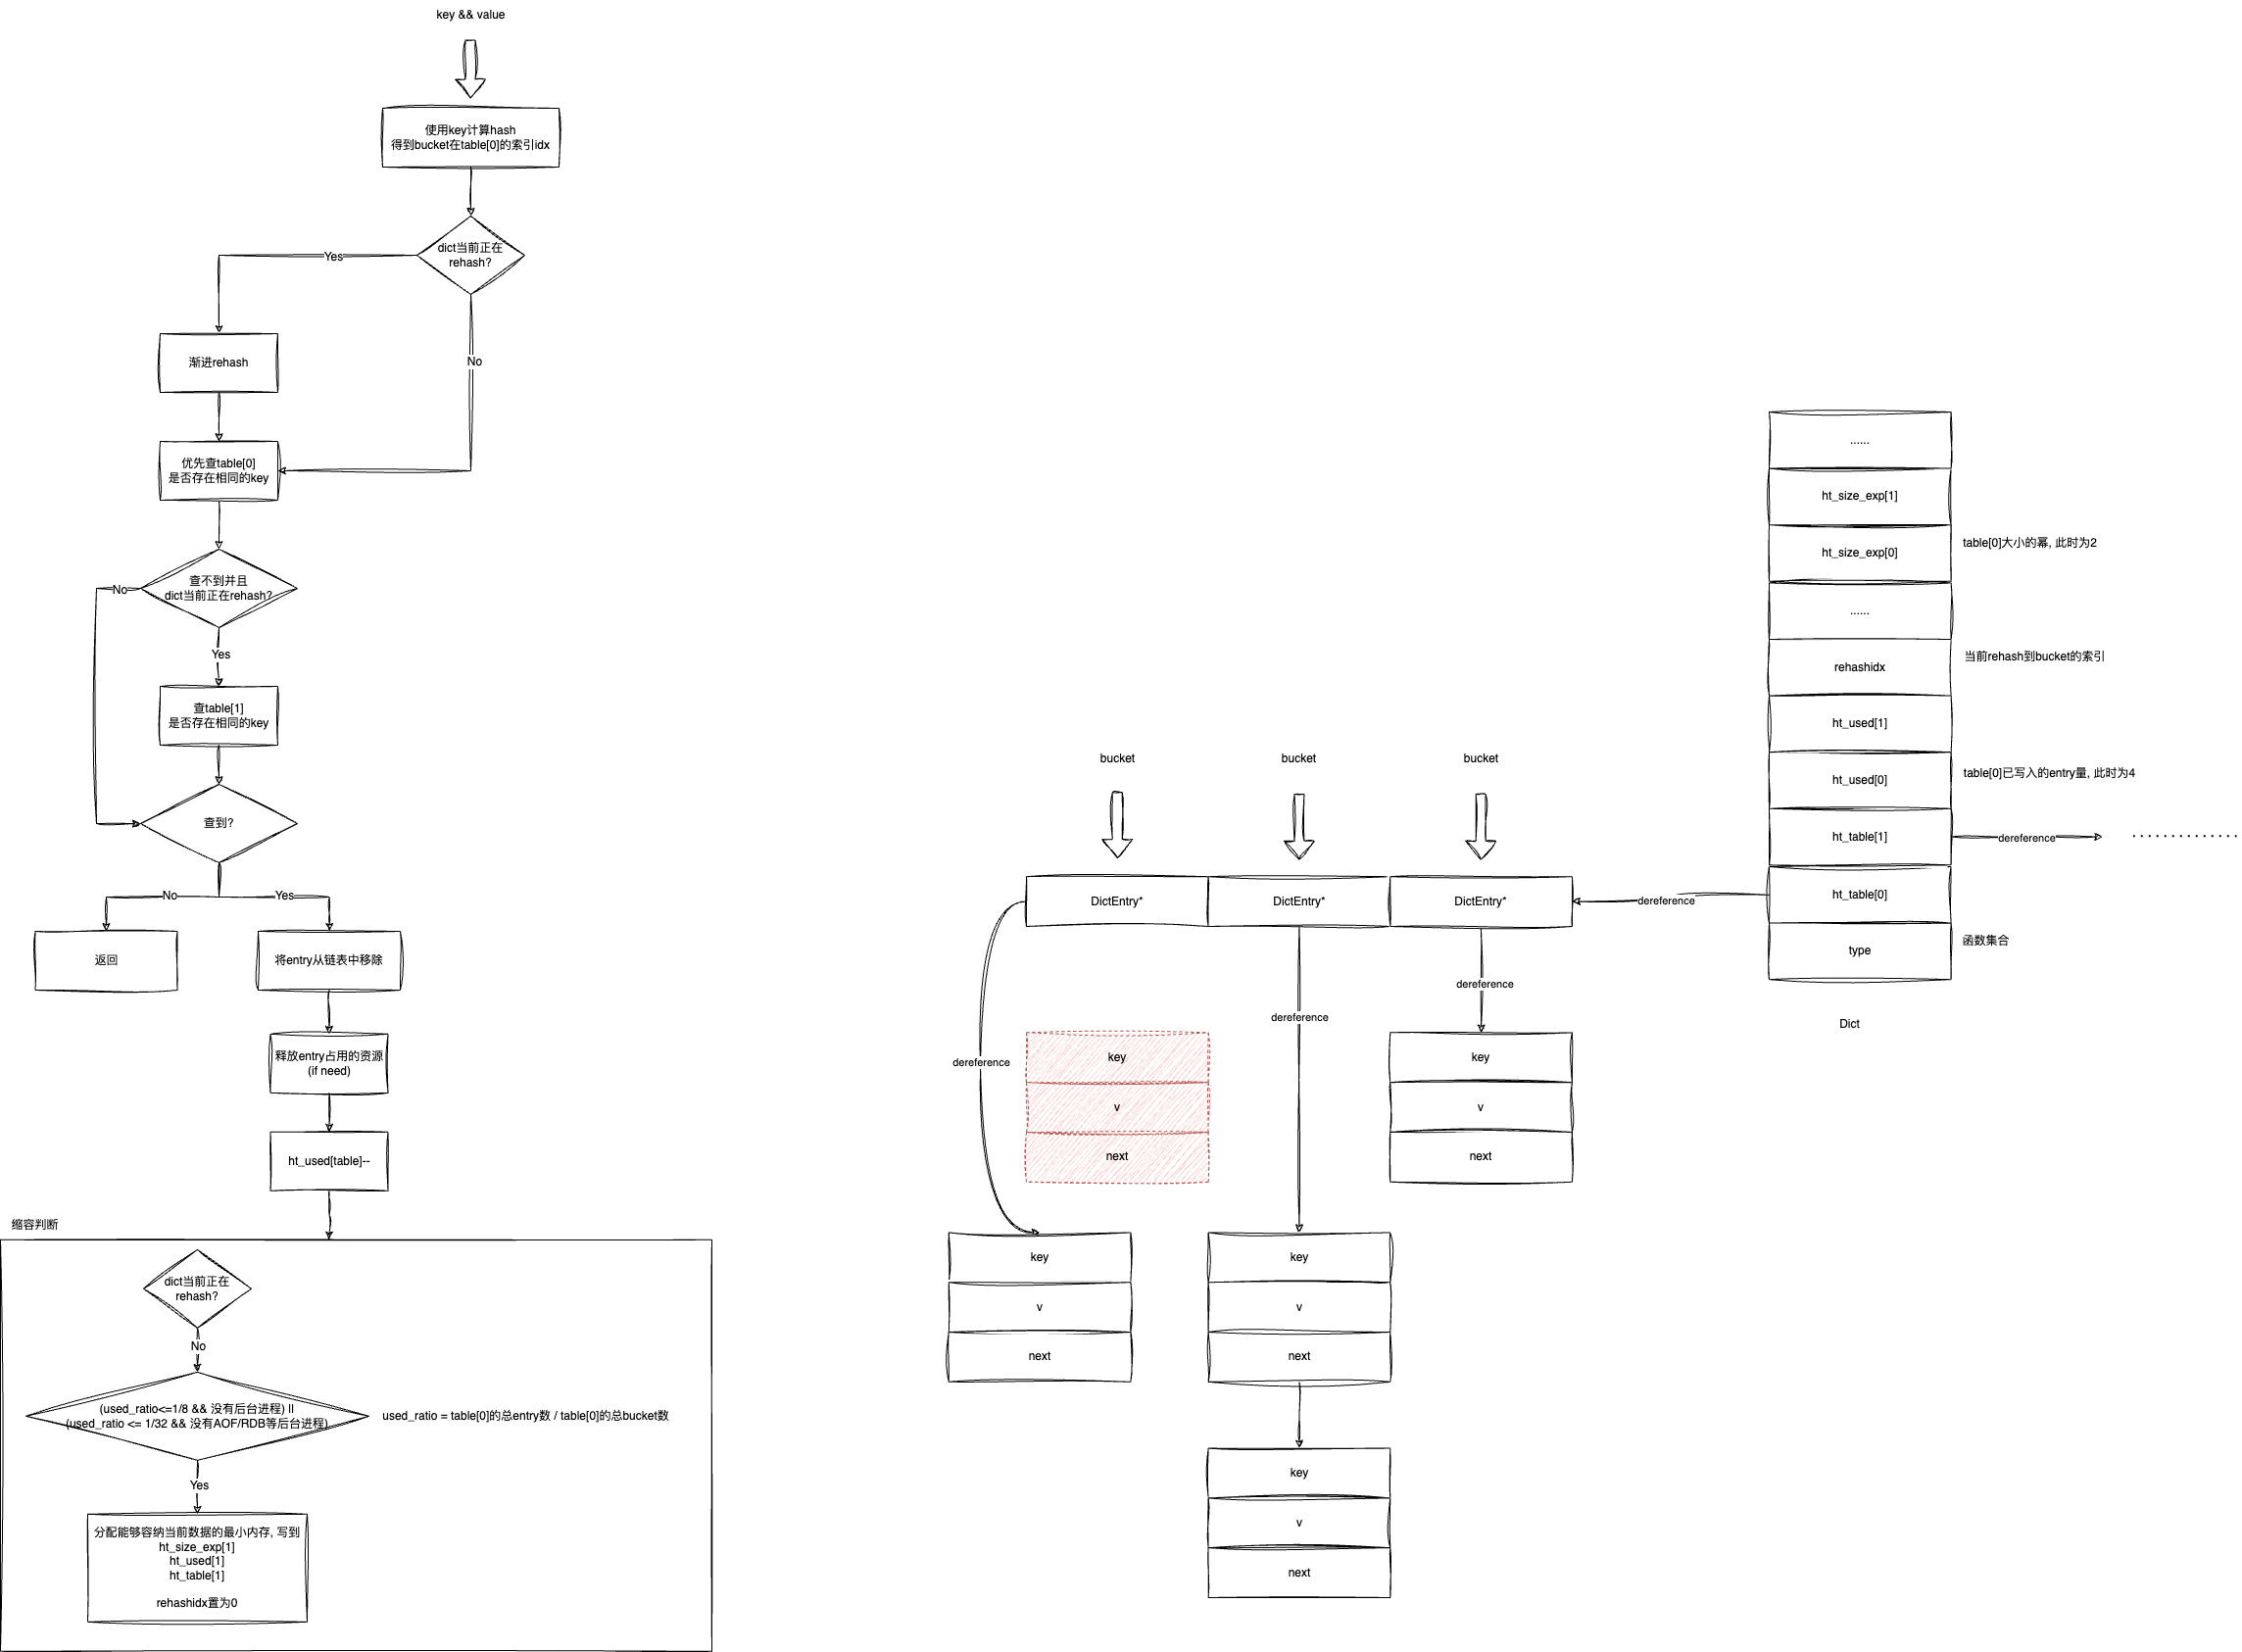 key && value
使用key计算hash
得到bucket在table[0]的索引idx
dict当前正在
rehash?
Yes
No
渐进rehash
优先查table[0]
是否存在相同的key
查不到并且
dict当前正在rehash?
No
Yes
查table[1]
是否存在相同的key
查到?
No
Yes
返回
将entry从链表中移除
释放entry占用的资源
(if need)
ht_used[table]--
缩容判断
dict当前正在
rehash?
No
(used_ratio<=1/8 && 没有后台进程) ||
(used_ratio <= 1/32 && 没有AOF/RDB等后台进程)
used_ratio = table[0]的总entry数 / table[0]的总bucket数
Yes
分配能够容纳当前数据的最小内存, 写到
ht_size_exp[1]
ht_used[1]
ht_table[1]
rehashidx置为0
bucket
bucket
bucket
DictEntry*
DictEntry*
DictEntry*
dereference
dereference
dereference
dereference
key
v
next
key
v
next
key
v
next
key
v
next
key
v
next
......
ht_size_exp[1]
ht_size_exp[0]
table[0]大小的幂, 此时为2
......
rehashidx
当前rehash到bucket的索引
ht_used[1]
ht_used[0]
table[0]已写入的entry量, 此时为4
ht_table[1]
dereference
.............
ht_table[0]
type
函数集合
Dict